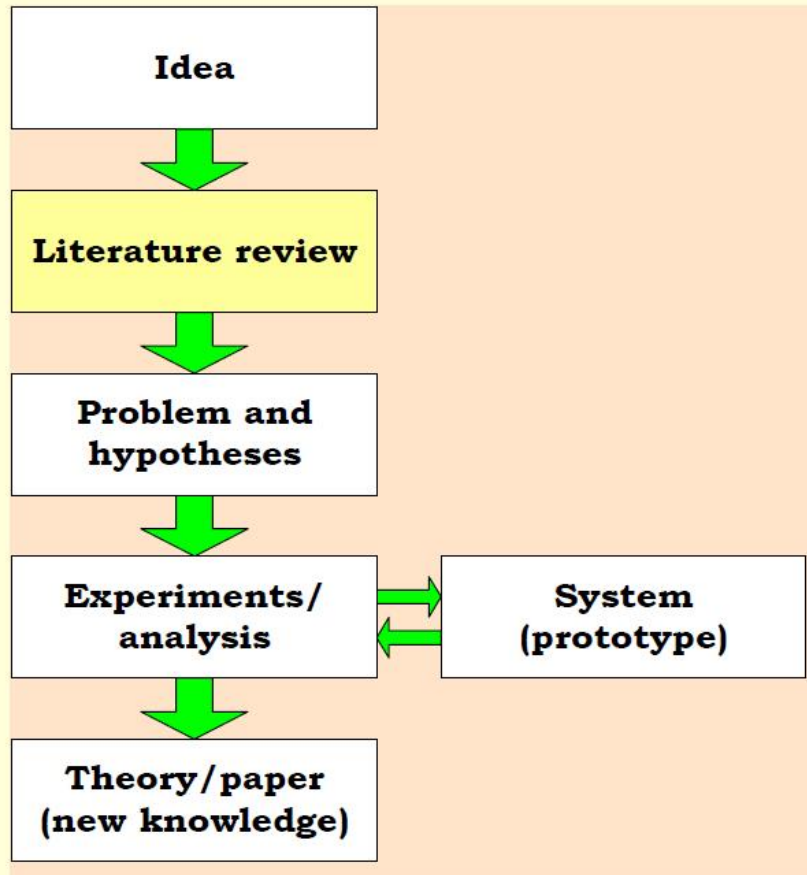 Idea
Literature review
Problem and
hypotheses
Experiments/
analysis
System
(prototype)
Theory/paper
(new knowledge)